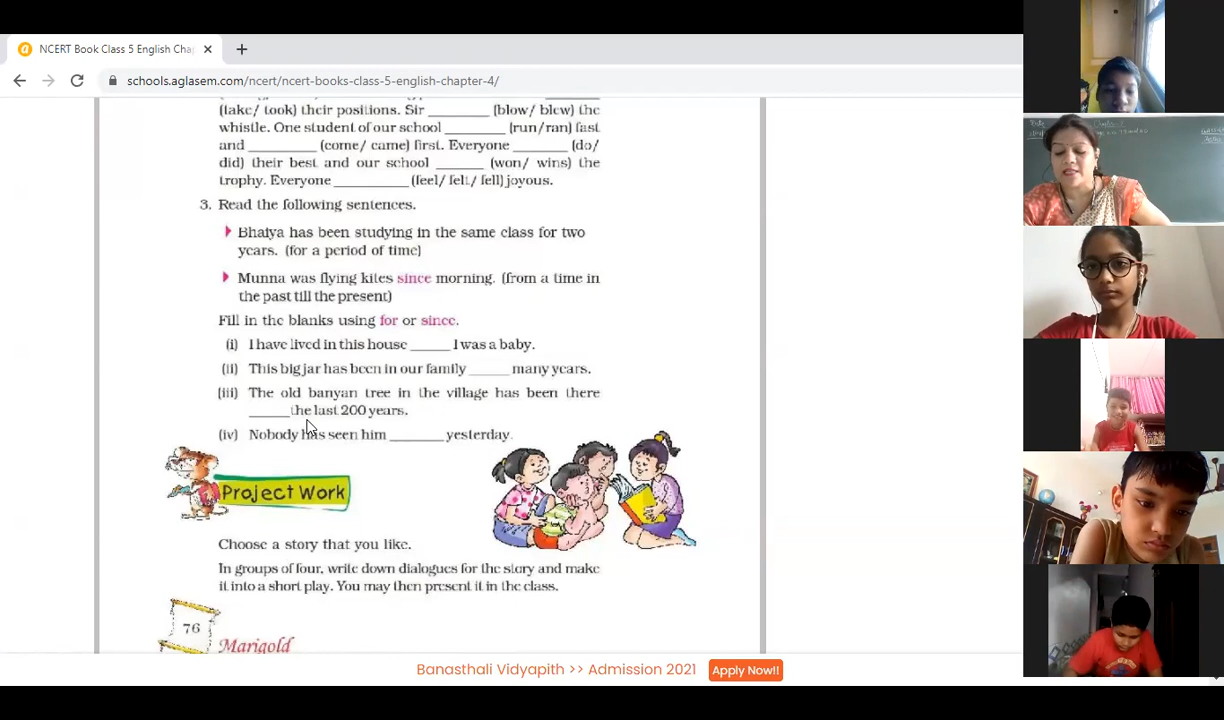 NCERT Book Class 5 English Cha
schools.aglasem.com/ncert/ncert-books-class-5-english-chapter-4/
(take/ took) their positions. Sir ________ (blow/ blew) the
whistle. One student of our school ________ (run/ran) fast
and _________ (come/ came) first. Everyone ________ (do/
did) their best and our school ______ (won/ wins) the
trophy. Everyone __________ (feel/ felt/ fell) joyous.
3. Read the following sentences.
Bhaiya has been studying in the same class for two
years. (for a period of time)
Munna was flying kites since morning. (from a time in
the past till the present)
Fill in the blanks using for or since.
(i) I have lived in this house _____ I was a baby.
(ii) This big jar has been in our family _____ many years.
(iii) The old banyan tree in the village has been there
_____the last 200 years.
(iv) Nobody has seen him _______ yesterday.
Project Work
Choose a story that you like.
In groups of four, write down dialogues for the story and make
it into a short play. You may then present it in the class.
76
Marigold
Banasthali Vidyapith >> Admission 2021
Apply Now!!